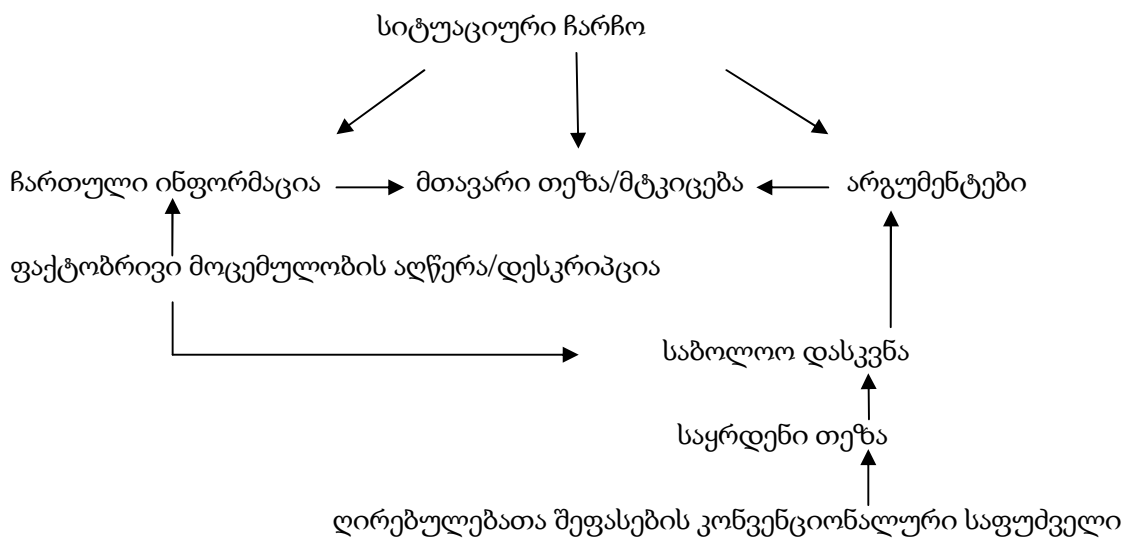 სიტუაციური ჩარჩო
ჩართული ინფორმაცია მთავარი თეზა/მტკიცება არგუმენტები
ფაქტობრივი მოცემულობის აღწერა/დესკრიპცია
საბოლოო დასკვნა
საყრდენი თეზა
ღირებულებათა შეფასების კონვენციონალური საფუძველი